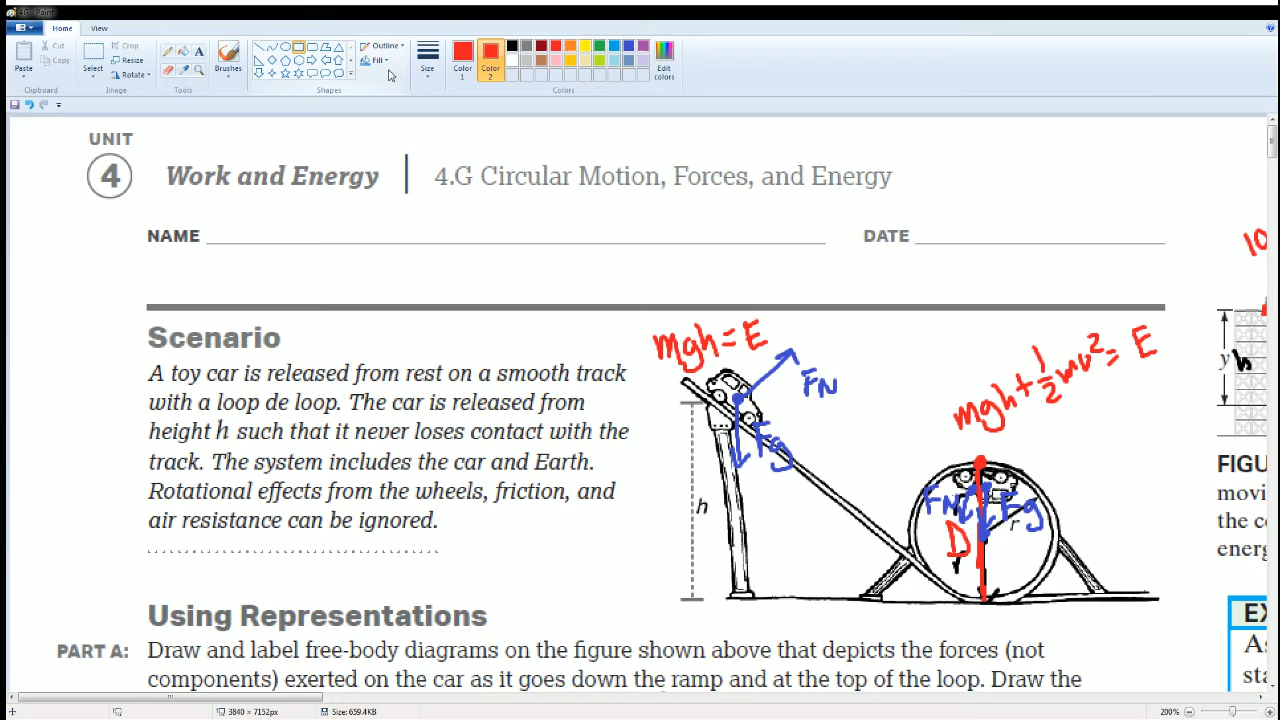 4G - Paint
Home
View
Paste
Cut
Copy
Clipboard
Select
Crop
Resize
Rotate
Image
A
Tools
Brushes
Outline
Fill
Shapes
Size
Color 1
Color 2
Edit colors
Colors
UNIT
4
Work and Energy
4.G Circular Motion, Forces, and Energy
NAME
DATE
10
Scenario
A toy car is released from rest on a smooth track
with a loop de loop. The car is released from
height h such that it never loses contact with the
track. The system includes the car and Earth.
Rotational effects from the wheels, friction, and
air resistance can be ignored.
mgh = E
FN
Fg
h
mgh + 1/2 mv² = E
FN
Fg
D
r
y
h
FIGU
movi
the co
energ
EX
As
sta
Using Representations
PART A:
Draw and label free-body diagrams on the figure shown above that depicts the forces (not
components) exerted on the car as it goes down the ramp and at the top of the loop. Draw the
3840 × 7152px
Size: 659.4KB
200%